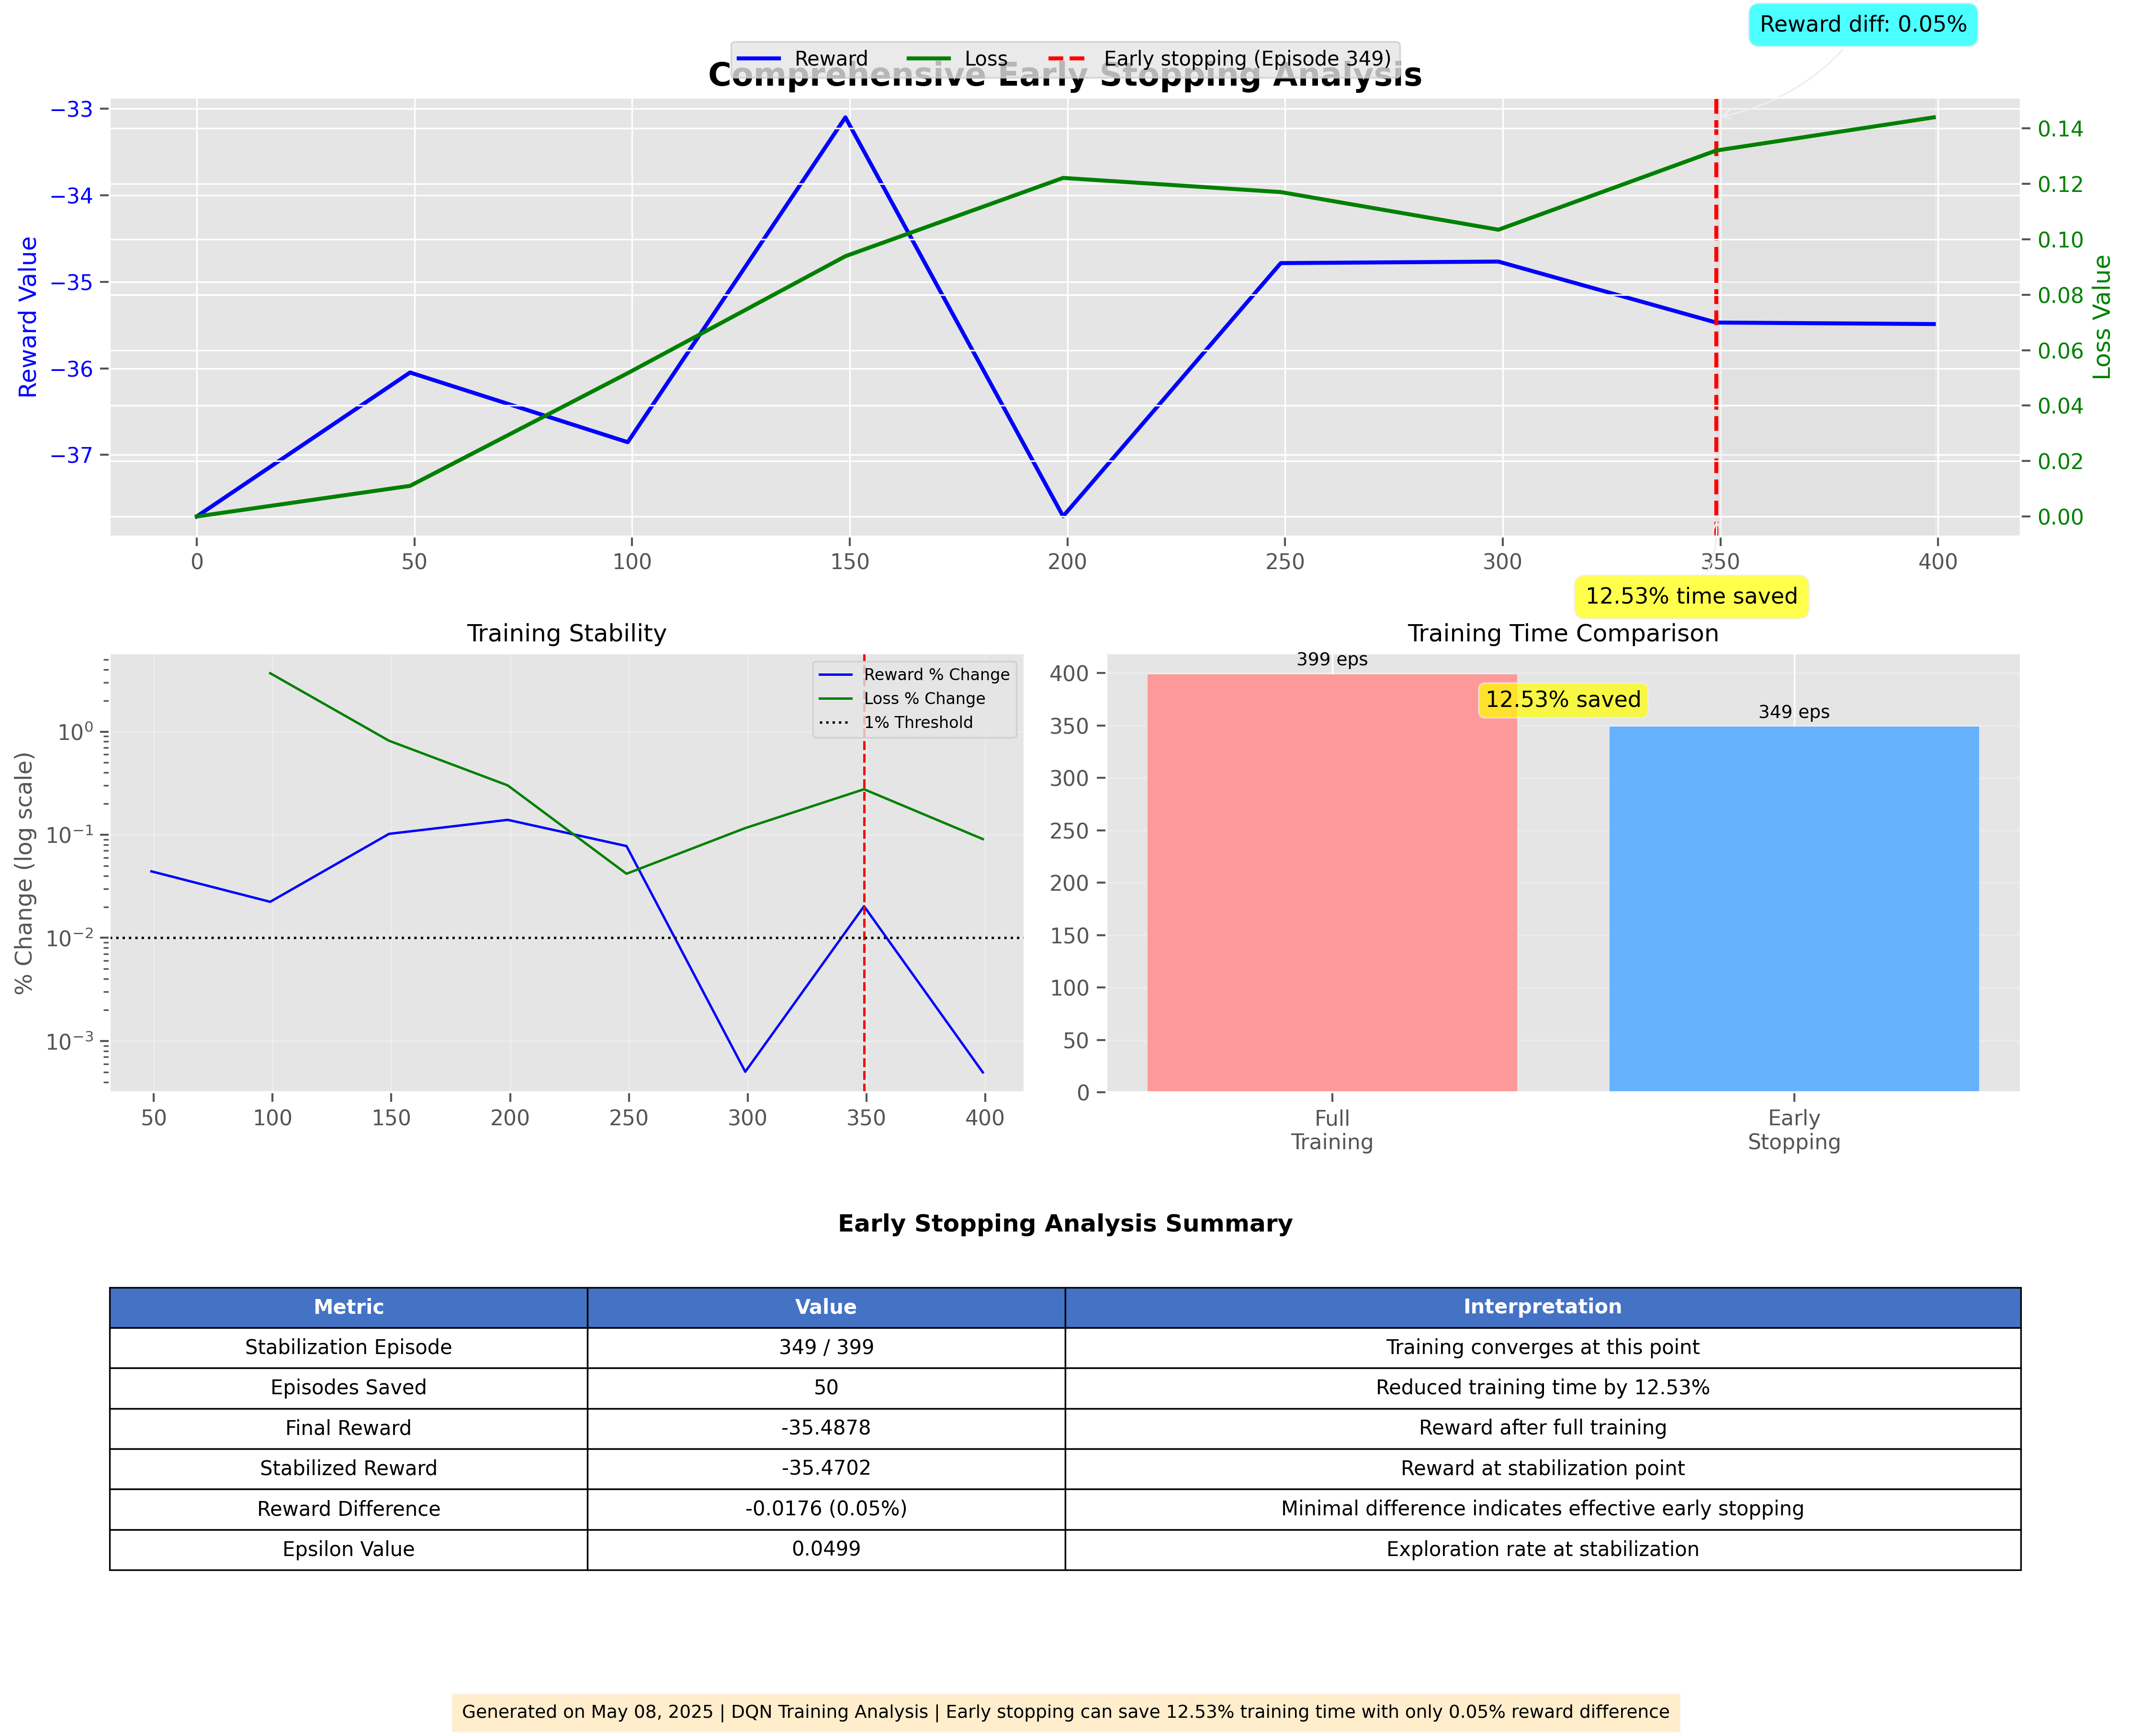 Reward diff: 0.05%
Reward Loss Early stopping (Episode 349)
Comprehensive Early Stopping Analysis
Reward Value
−33
−34
−35
−36
−37
0.14
0.12
0.10
0.08
0.06
0.04
0.02
0.00
Loss Value
0 50 100 150 200 250 300 350 400
12.53% time saved
Training Stability
% Change (log scale)
10⁰
10⁻¹
10⁻²
10⁻³
Reward % Change
Loss % Change
1% Threshold
50 100 150 200 250 300 350 400
Training Time Comparison
400
350
300
250
200
150
100
50
0
399 eps
12.53% saved
349 eps
Full
Training
Early
Stopping
Early Stopping Analysis Summary
Metric Value Interpretation
Stabilization Episode 349 / 399 Training converges at this point
Episodes Saved 50 Reduced training time by 12.53%
Final Reward -35.4878 Reward after full training
Stabilized Reward -35.4702 Reward at stabilization point
Reward Difference -0.0176 (0.05%) Minimal difference indicates effective early stopping
Epsilon Value 0.0499 Exploration rate at stabilization
Generated on May 08, 2025 | DQN Training Analysis | Early stopping can save 12.53% training time with only 0.05% reward difference